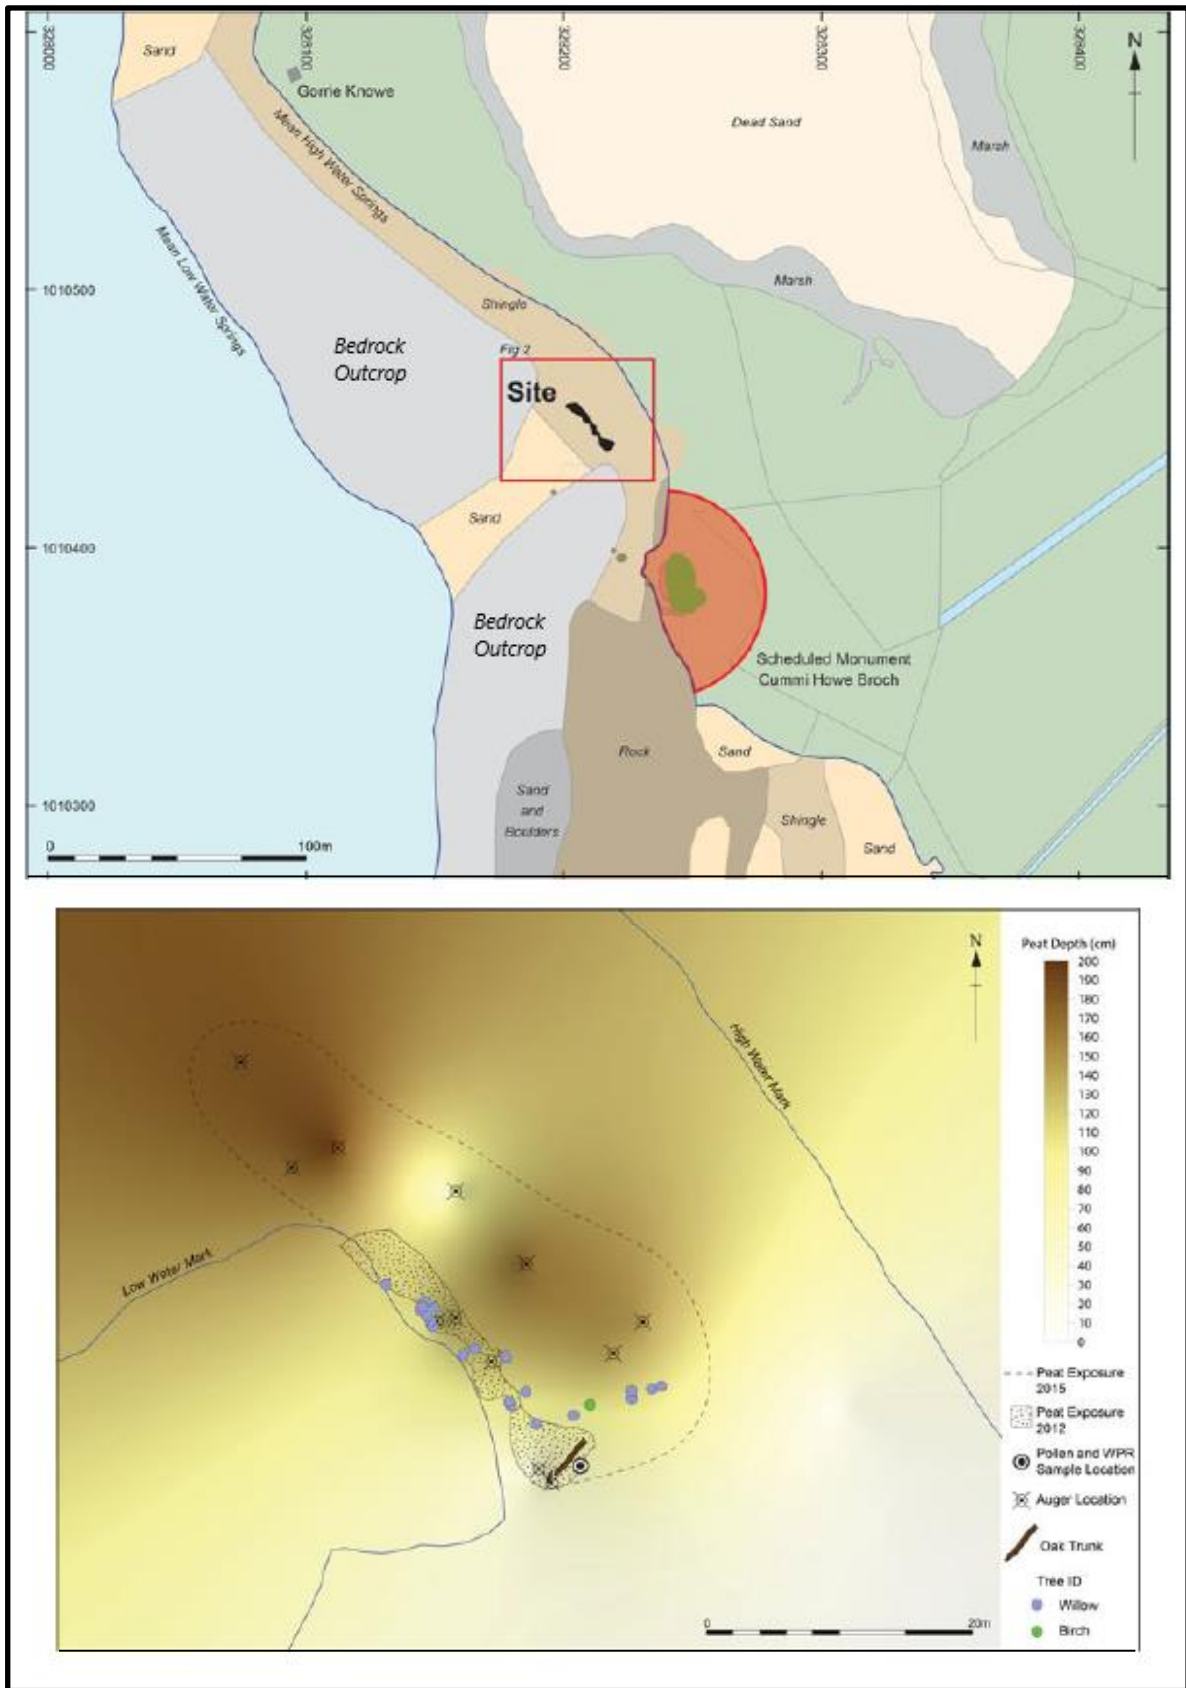 328000
328100
328200
328300
328400
N
Sand
Gorrie Knowe
Dead Sand
Marsh
Mean High Water Springs
Mean Low Water Springs
Marsh
1010500
Shingle
Bedrock
Outcrop
Fig 2
Site
Sand
1010400
Bedrock
Outcrop
Scheduled Monument
Cummi Howe Broch
Rock
Sand
Sand
and
Boulders
1010300
Shingle
Sand
0
100m
N
Peat Depth (cm)
200
190
180
170
160
150
140
130
120
110
100
90
80
70
60
50
40
30
20
10
0
High Water Mark
Low Water Mark
Peat Exposure
2015
Peat Exposure
2012
Pollen and WPR
Sample Location
Auger Location
Oak Trunk
Tree ID
Willow
Birch
0
20m